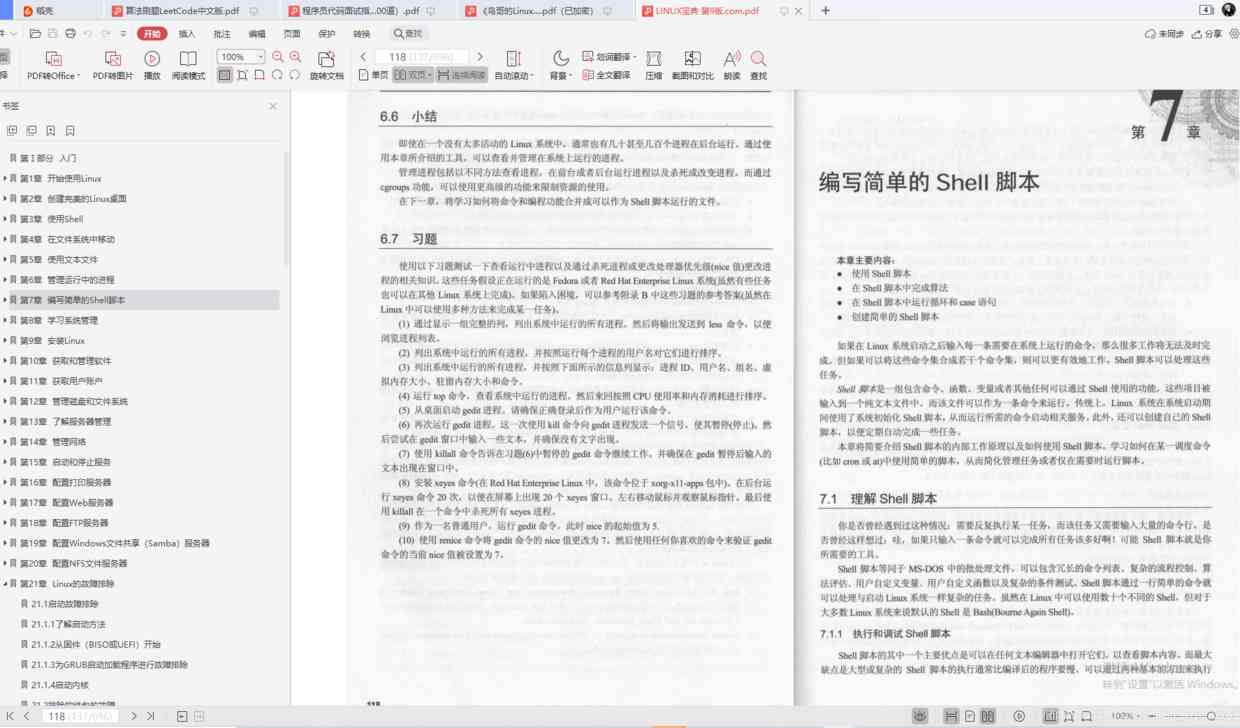 稻壳
算法刷题LeetCode中文版.pdf
程序员代码面试指...00道）.pdf
《鸟哥的Linux....pdf（已加密）
LINUX宝典 第9版.com.pdf
开始
插入
批注
编辑
页面
保护
转换
查找
未同步
分享
PDF转Office
PDF转图片
播放
阅读模式
100%
旋转文档
118 (137/696)
单页
双页
连续阅读
自动滚动
背景
划词翻译
全文翻译
压缩
截图和对比
朗读
查找
书签
第 I 部分 入门
第1章 开始使用Linux
第2章 创建完美的Linux桌面
第3章 使用Shell
第4章 在文件系统中移动
第5章 使用文本文件
第6章 管理运行中的进程
第7章 编写简单的Shell脚本
第8章 学习系统管理
第9章 安装Linux
第10章 获取和管理软件
第11章 获取用户账户
第12章 管理磁盘和文件系统
第13章 了解服务器管理
第14章 管理网络
第15章 启动和停止服务
第16章 配置打印服务器
第17章 配置Web服务器
第18章 配置FTP服务器
第19章 配置Windows文件共享（Samba）服务器
第20章 配置NFS文件服务器
第21章 Linux的故障排除
21.1启动故障排除
21.1.1了解启动方法
21.1.2从固件（BISO或UEFI）开始
21.1.3为GRUB启动加载程序进行故障排除
21.1.4启动内核
6.6 小结
即使在一个没有太多活动的 Linux 系统中，通常也有几十甚至几百个进程在后台运行。通过使
用本章所介绍的工具，可以查看并管理在系统上运行的进程。
管理进程包括以不同方法查看进程，在前台或者后台运行进程以及杀死或改变进程。而通过
cgroups 功能，可以使用更高级的功能来限制资源的使用。
在下一章，将学习如何将命令和编程功能合并成可以作为 Shell 脚本运行的文件。
6.7 习题
使用以下习题测试一下查看运行中进程以及通过杀死进程或更改处理器优先级(nice 值)更改进
程的相关知识。这些任务假设正在运行的是 Fedora 或者 Red Hat Enterprise Linux 系统(虽然有些任务
也可以在其他 Linux 系统上完成)。如果陷入困境，可以参考附录 B 中这些习题的参考答案(虽然在
Linux 中可以使用多种方法来完成某一任务)。
(1) 通过显示一组完整的列，列出系统中运行的所有进程。然后将输出发送到 less 命令，以便
浏览进程列表。
(2) 列出系统中运行的所有进程，并按照运行每个进程的用户名对它们进行排序。
(3) 列出系统中运行的所有进程，并按照下面所示的信息列显示：进程 ID、用户名、组名、虚
拟内存大小、驻留内存大小和命令。
(4) 运行 top 命令，查看系统中运行的进程。然后来回按照 CPU 使用率和内存消耗进行排序。
(5) 从桌面启动 gedit 进程。请确保正确登录后作为用户运行该命令。
(6) 再次运行 gedit 进程。这一次使用 kill 命令向 gedit 进程发送一个信号，使其暂停(停止)。然
后尝试在 gedit 窗口中输入一些文本，并确保没有文字出现。
(7) 使用 killall 命令告诉在习题(6)中暂停的 gedit 命令继续工作。并确保在 gedit 暂停后输入的
文本出现在窗口中。
(8) 安装 xeyes 命令(在 Red Hat Enterprise Linux 中，该命令位于 xorg-x11-apps 包中)。在后台运
行 xeyes 命令 20 次，以便在屏幕上出现 20 个 xeyes 窗口。左右移动鼠标并观察鼠标指针。最后使
用 killall 在一个命令中杀死所有 xeyes 进程。
(9) 作为一名普通用户，运行 gedit 命令。此时 nice 的起始值为 5.
(10) 使用 renice 命令将 gedit 命令的 nice 值更改为 7。然后使用任何你喜欢的命令来验证 gedit
命令的当前 nice 值被设置为 7。
118
第 7 章
编写简单的 Shell 脚本
本章主要内容：
● 使用 Shell 脚本
● 在 Shell 脚本中完成算法
● 在 Shell 脚本中运行循环和 case 语句
● 创建简单的 Shell 脚本
如果在 Linux 系统启动之后输入每一条需要在系统上运行的命令，那么很多工作将无法及时完
成。但如果可以将这些命令集合成若干个命令集，则可以更有效地工作。Shell 脚本可以处理这些
任务。
Shell 脚本是一组包含命令、函数、变量或者其他任何可以通过 Shell 使用的功能。这些项目被
输入到一个纯文本文件中。而该文件可以作为一条命令来运行。传统上，Linux 系统在系统启动期
间使用了系统初始化 Shell 脚本，从而运行所需的命令启动相关服务。此外，还可以创建自己的 Shell
脚本，以便定期自动完成一些任务。
本章将简要介绍 Shell 脚本的内部工作原理以及如何使用 Shell 脚本。学习如何在某一调度命令
(比如 cron 或 at)中使用简单的脚本，从而简化管理任务或者仅在需要时运行脚本。
7.1 理解 Shell 脚本
你是否曾经遇到过这种情况：需要反复执行某一任务，而该任务又需要输入大量的命令行。是
否曾经这样想过：哇，如果只输入一条命令就可以完成所有任务该多好啊！可能 Shell 脚本就是你
所需要的工具。
Shell 脚本等同于 MS-DOS 中的批处理文件，可以包含冗长的命令列表、复杂的流程控制、算
法评估、用户自定义变量、用户自定义函数以及复杂的条件测试。Shell 脚本通过一行简单的命令就
可以处理与启动 Linux 系统一样复杂的任务。虽然在 Linux 中可以使用数十个不同的 Shell，但对于
大多数 Linux 系统来说默认的 Shell 是 Bash(Bourne Again Shell)。
7.1.1 执行和调试 Shell 脚本
Shell 脚本的其中一个主要优点是可以在任何文本编辑器中打开它们，以查看脚本内容。而最大
缺点是大型或复杂的 Shell 脚本的执行通常比编译后的程序要慢。可以通过两种基本的方法来执行
转到"设置"以激活 Windows。
118 (137/696)
100%